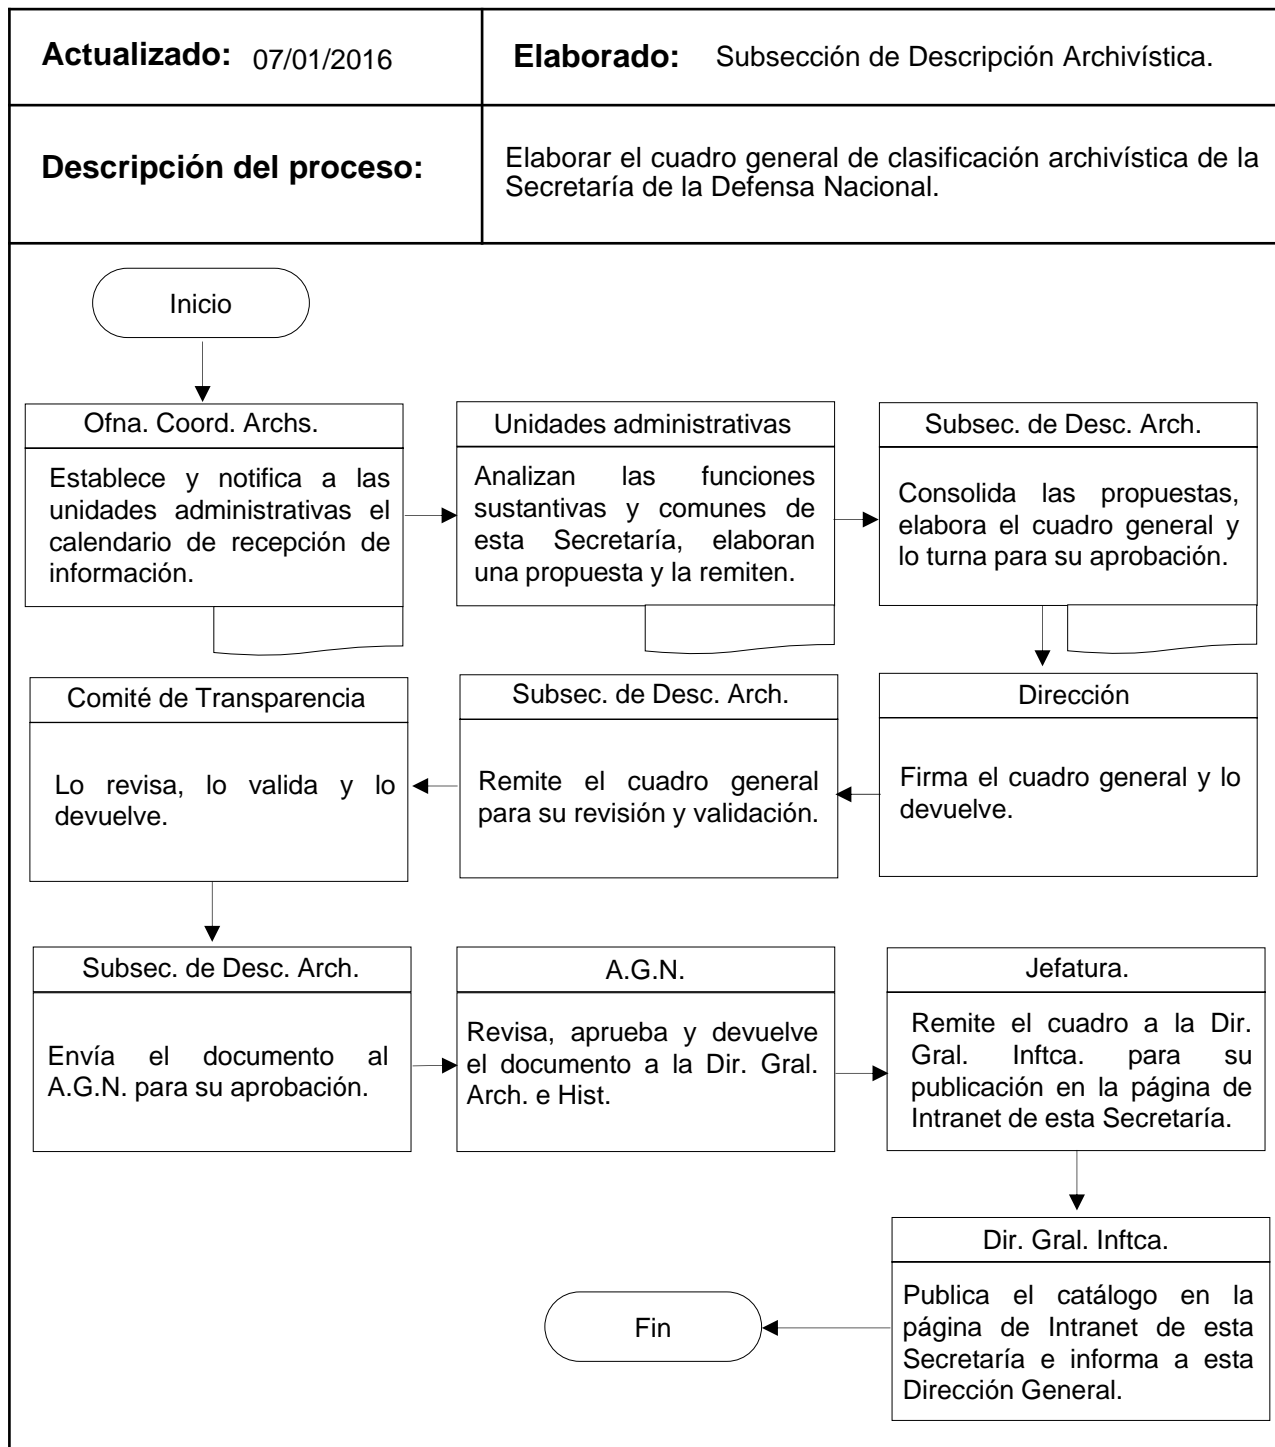 Actualizado: 07/01/2016
Elaborado: Subsección de Descripción Archivística.
Descripción del proceso:
Elaborar el cuadro general de clasificación archivística de la
Secretaría de la Defensa Nacional.
Inicio
Ofna. Coord. Archs.
Establece y notifica a las
unidades administrativas el
calendario de recepción de
información.
Unidades administrativas
Analizan las funciones
sustantivas y comunes de
esta Secretaría, elaboran
una propuesta y la remiten.
Subsec. de Desc. Arch.
Consolida las propuestas,
elabora el cuadro general y
lo turna para su aprobación.
Dirección
Firma el cuadro general y lo
devuelve.
Subsec. de Desc. Arch.
Remite el cuadro general
para su revisión y validación.
Comité de Transparencia
Lo revisa, lo valida y lo
devuelve.
Subsec. de Desc. Arch.
Envía el documento al
A.G.N. para su aprobación.
A.G.N.
Revisa, aprueba y devuelve
el documento a la Dir. Gral.
Arch. e Hist.
Jefatura.
Remite el cuadro a la Dir.
Gral. Inftca. para su
publicación en la página de
Intranet de esta Secretaría.
Dir. Gral. Inftca.
Publica el catálogo en la
página de Intranet de esta
Secretaría e informa a esta
Dirección General.
Fin